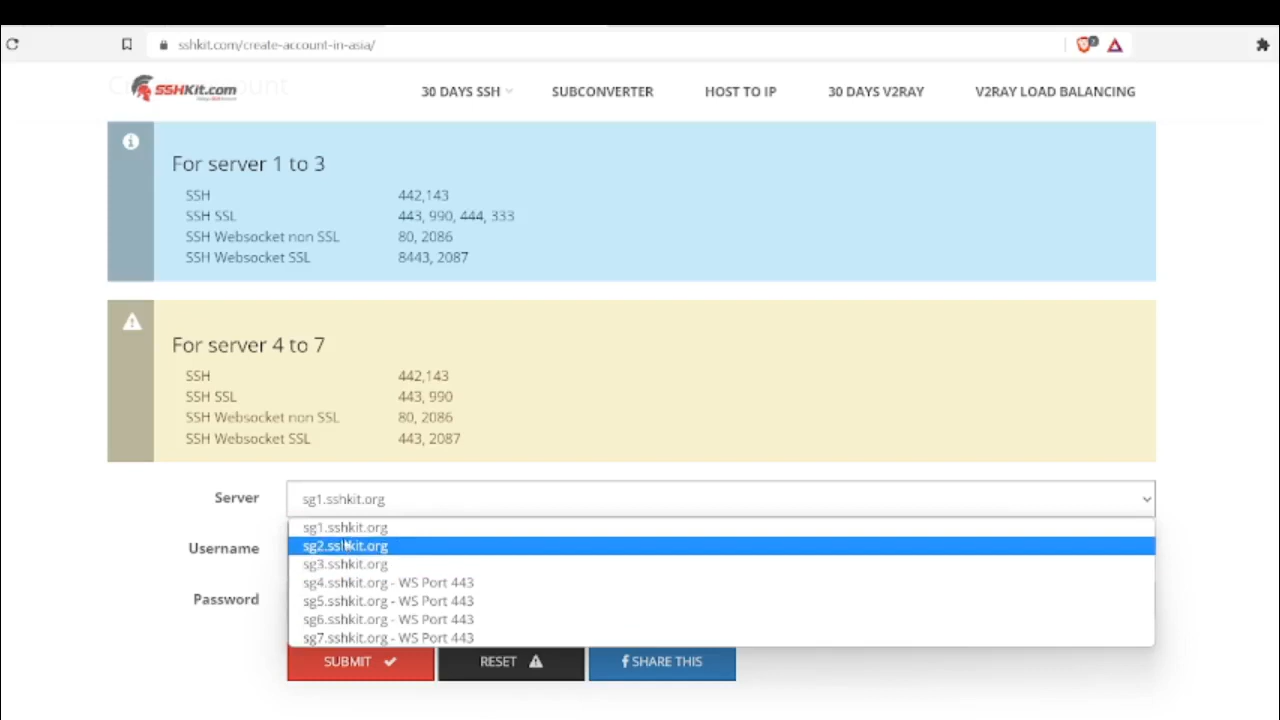 sshkit.com/create-account-in-asia/
SSHKit.com
30 DAYS SSH
SUBCONVERTER
HOST TO IP
30 DAYS V2RAY
V2RAY LOAD BALANCING
For server 1 to 3
SSH 442,143
SSH SSL 443, 990, 444, 333
SSH Websocket non SSL 80, 2086
SSH Websocket SSL 8443, 2087
For server 4 to 7
SSH 442,143
SSH SSL 443, 990
SSH Websocket non SSL 80, 2086
SSH Websocket SSL 443, 2087
Server sg1.sshkit.org
sg1.sshkit.org
Username
sg2.sshkit.org
sg3.sshkit.org
sg4.sshkit.org - WS Port 443
Password
sg5.sshkit.org - WS Port 443
sg6.sshkit.org - WS Port 443
sg7.sshkit.org - WS Port 443
SUBMIT
RESET
SHARE THIS